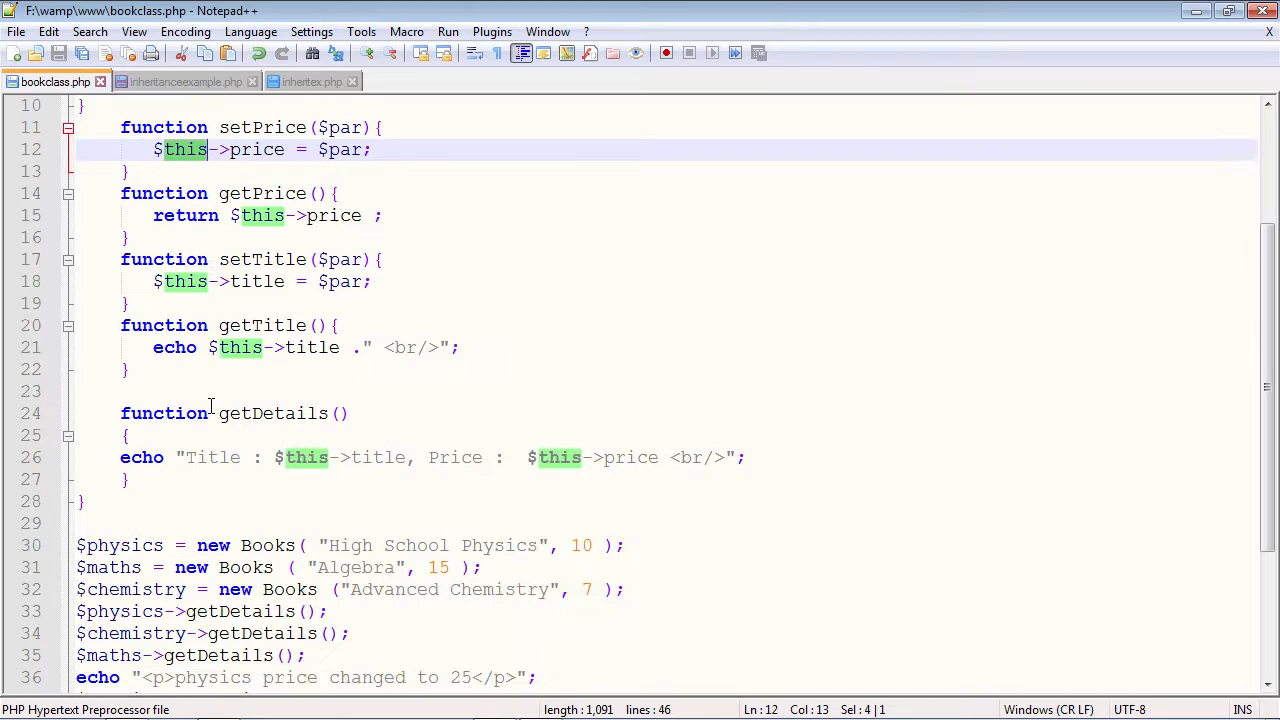 F:\wamp\www\bookclass.php - Notepad++
File Edit Search View Encoding Language Settings Tools Macro Run Plugins Window ?
bookclass.php inheritanceexample.php inheritex.php
10 }
11 function setPrice($par){
12 $this->price = $par;
13 }
14 function getPrice(){
15 return $this->price ;
16 }
17 function setTitle($par){
18 $this->title = $par;
19 }
20 function getTitle(){
21 echo $this->title ." <br/>";
22 }
23
24 function getDetails()
25 {
26 echo "Title : $this->title, Price :  $this->price <br/>";
27 }
28 }
29
30 $physics = new Books( "High School Physics", 10 );
31 $maths = new Books ( "Algebra", 15 );
32 $chemistry = new Books ("Advanced Chemistry", 7 );
33 $physics->getDetails();
34 $chemistry->getDetails();
35 $maths->getDetails();
36 echo "<p>physics price changed to 25</p>";
PHP Hypertext Preprocessor file length : 1,091 lines : 46 Ln : 12 Col : 13 Sel : 4 | 1 Windows (CR LF) UTF-8 INS